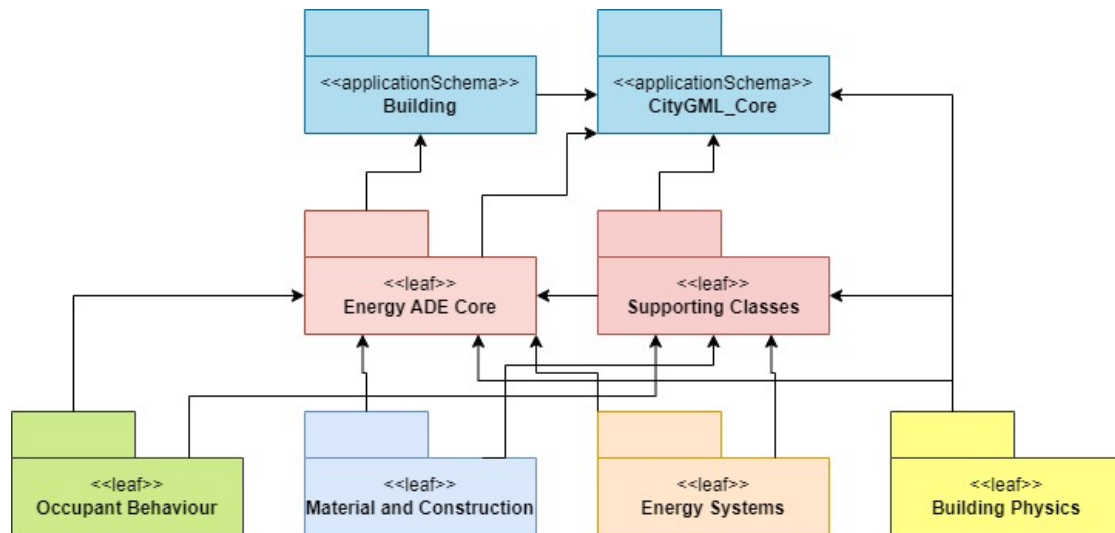 <<applicationSchema>>
Building
<<applicationSchema>>
CityGML_Core
<<leaf>>
Energy ADE Core
<<leaf>>
Supporting Classes
<<leaf>>
Occupant Behaviour
<<leaf>>
Material and Construction
<<leaf>>
Energy Systems
<<leaf>>
Building Physics